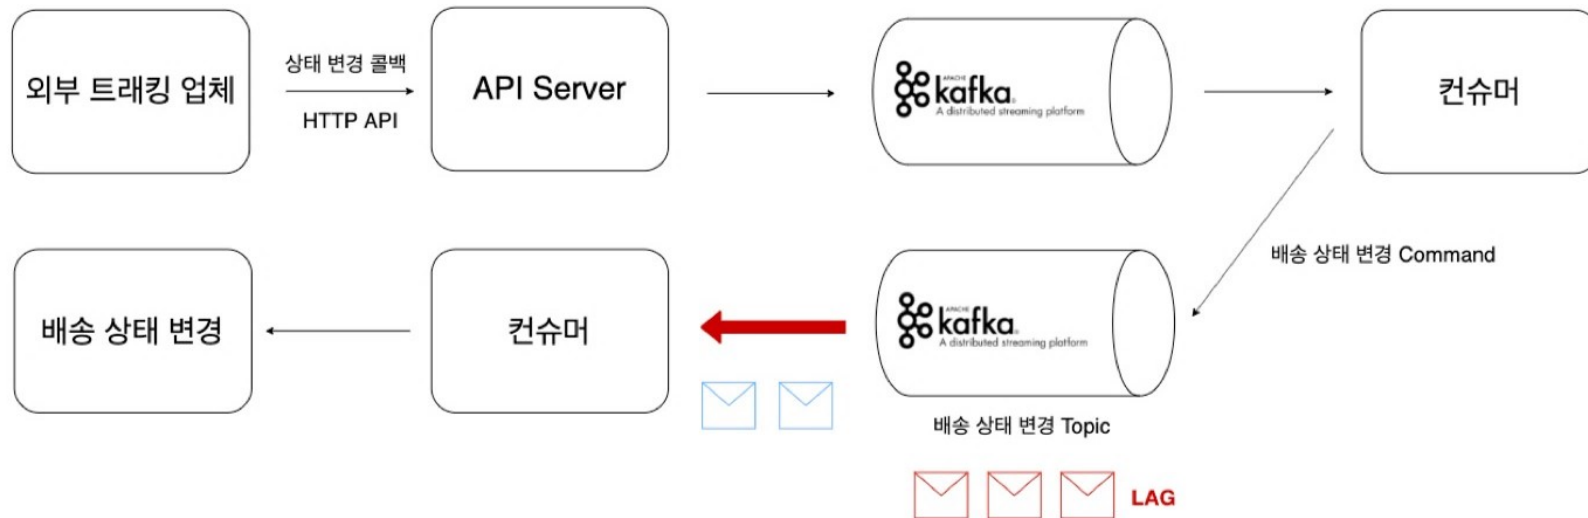 외부 트래킹 업체
상태 변경 콜백
HTTP API
API Server
APACHE
kafka
A distributed streaming platform
컨슈머
배송 상태 변경 Command
배송 상태 변경
컨슈머
APACHE
kafka
A distributed streaming platform
배송 상태 변경 Topic
LAG